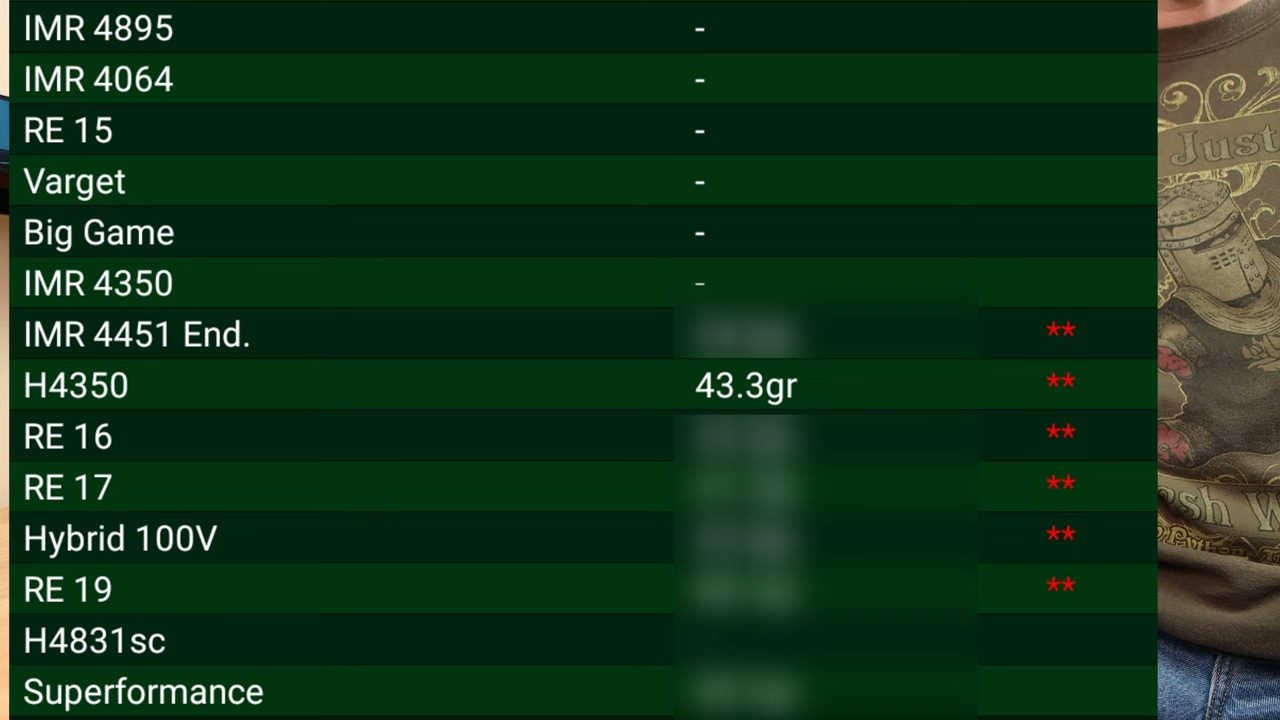 IMR 4895 -
IMR 4064 -
RE 15 -
Varget -
Big Game -
IMR 4350 -
IMR 4451 End. **
H4350 43.3gr **
RE 16 **
RE 17 **
Hybrid 100V **
RE 19 **
H4831sc
Superformance
Just